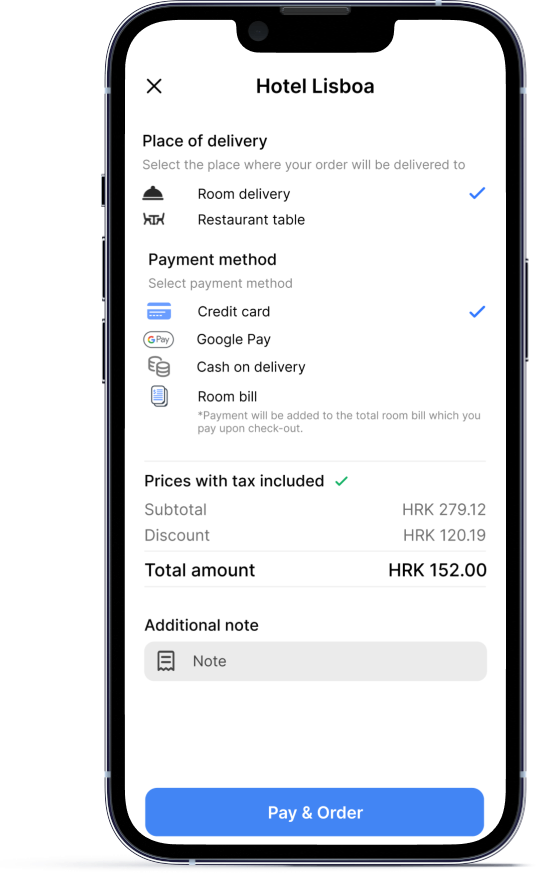 Hotel Lisboa
Place of delivery
Select the place where your order will be delivered to
Room delivery
Restaurant table
Payment method
Select payment method
Credit card
G Pay
Google Pay
Cash on delivery
Room bill
*Payment will be added to the total room bill which you
pay upon check-out.
Prices with tax included
Subtotal HRK 279.12
Discount HRK 120.19
Total amount HRK 152.00
Additional note
Note
Pay & Order